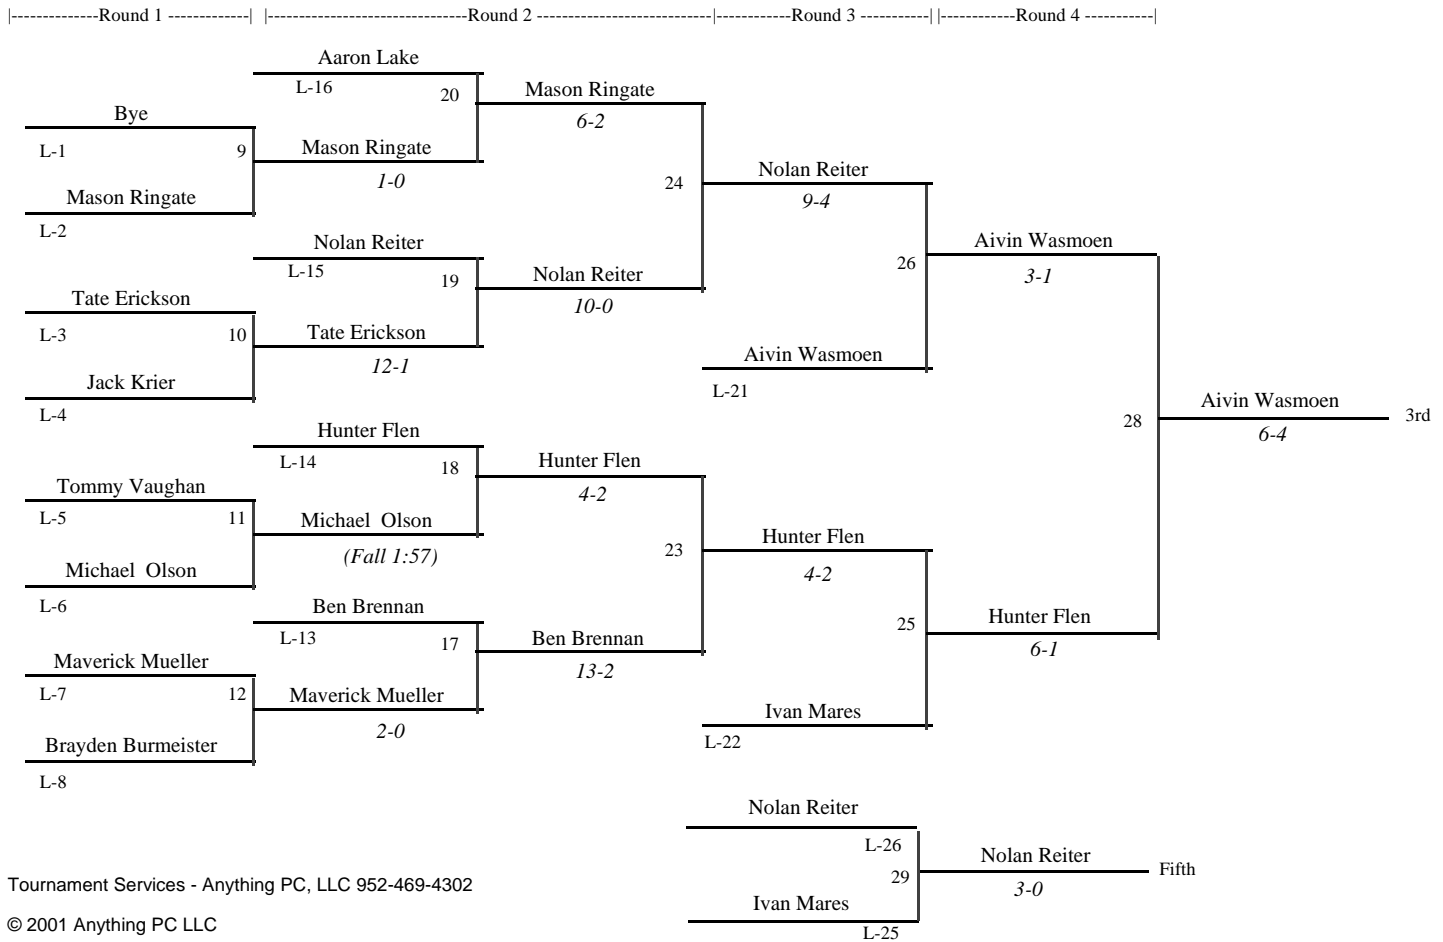 |--------------Round 1 -------------| |--------------------------------Round 2 ----------------------------|------------Round 3 -----------| |------------Round 4 -----------|
Aaron Lake
L-16
20
Mason Ringate
6-2
Bye
L-1
9
Mason Ringate
1-0
Mason Ringate
L-2
24
Nolan Reiter
9-4
Nolan Reiter
L-15
19
Nolan Reiter
10-0
26
Aivin Wasmoen
3-1
Tate Erickson
L-3
10
Tate Erickson
12-1
Jack Krier
L-4
Aivin Wasmoen
L-21
28
Aivin Wasmoen
6-4
3rd
Hunter Flen
L-14
18
Hunter Flen
4-2
Tommy Vaughan
L-5
11
Michael  Olson
(Fall 1:57)
Michael  Olson
L-6
23
Hunter Flen
4-2
Ben Brennan
L-13
17
Ben Brennan
13-2
25
Hunter Flen
6-1
Maverick Mueller
L-7
12
Maverick Mueller
2-0
Brayden Burmeister
L-8
Ivan Mares
L-22
Nolan Reiter
L-26
29
Nolan Reiter
3-0
Fifth
Ivan Mares
L-25
Tournament Services - Anything PC, LLC 952-469-4302
© 2001 Anything PC LLC